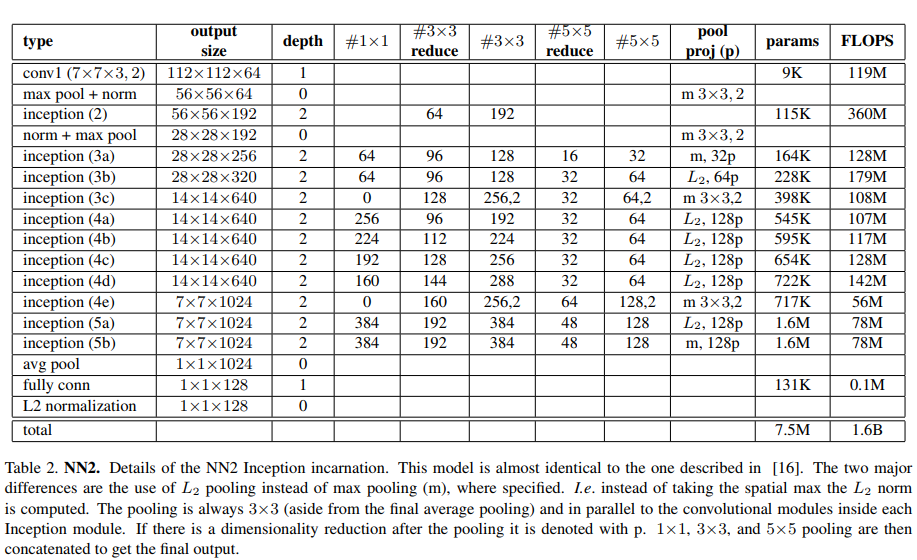 type output size depth #1×1 #3×3 reduce #3×3 #5×5 reduce #5×5 pool proj (p) params FLOPS
conv1 (7×7×3, 2) 112×112×64 1 9K 119M
max pool + norm 56×56×64 0 m 3×3, 2
inception (2) 56×56×192 2 64 192 115K 360M
norm + max pool 28×28×192 0 m 3×3, 2
inception (3a) 28×28×256 2 64 96 128 16 32 m, 32p 164K 128M
inception (3b) 28×28×320 2 64 96 128 32 64 L2, 64p 228K 179M
inception (3c) 14×14×640 2 0 128 256,2 32 64,2 m 3×3,2 398K 108M
inception (4a) 14×14×640 2 256 96 192 32 64 L2, 128p 545K 107M
inception (4b) 14×14×640 2 224 112 224 32 64 L2, 128p 595K 117M
inception (4c) 14×14×640 2 192 128 256 32 64 L2, 128p 654K 128M
inception (4d) 14×14×640 2 160 144 288 32 64 L2, 128p 722K 142M
inception (4e) 7×7×1024 2 0 160 256,2 64 128,2 m 3×3,2 717K 56M
inception (5a) 7×7×1024 2 384 192 384 48 128 L2, 128p 1.6M 78M
inception (5b) 7×7×1024 2 384 192 384 48 128 m, 128p 1.6M 78M
avg pool 1×1×1024 0
fully conn 1×1×128 1 131K 0.1M
L2 normalization 1×1×128 0
total 7.5M 1.6B
Table 2. NN2. Details of the NN2 Inception incarnation. This model is almost identical to the one described in [16]. The two major
differences are the use of L2 pooling instead of max pooling (m), where specified. I.e. instead of taking the spatial max the L2 norm
is computed. The pooling is always 3×3 (aside from the final average pooling) and in parallel to the convolutional modules inside each
Inception module. If there is a dimensionality reduction after the pooling it is denoted with p. 1×1, 3×3, and 5×5 pooling are then
concatenated to get the final output.